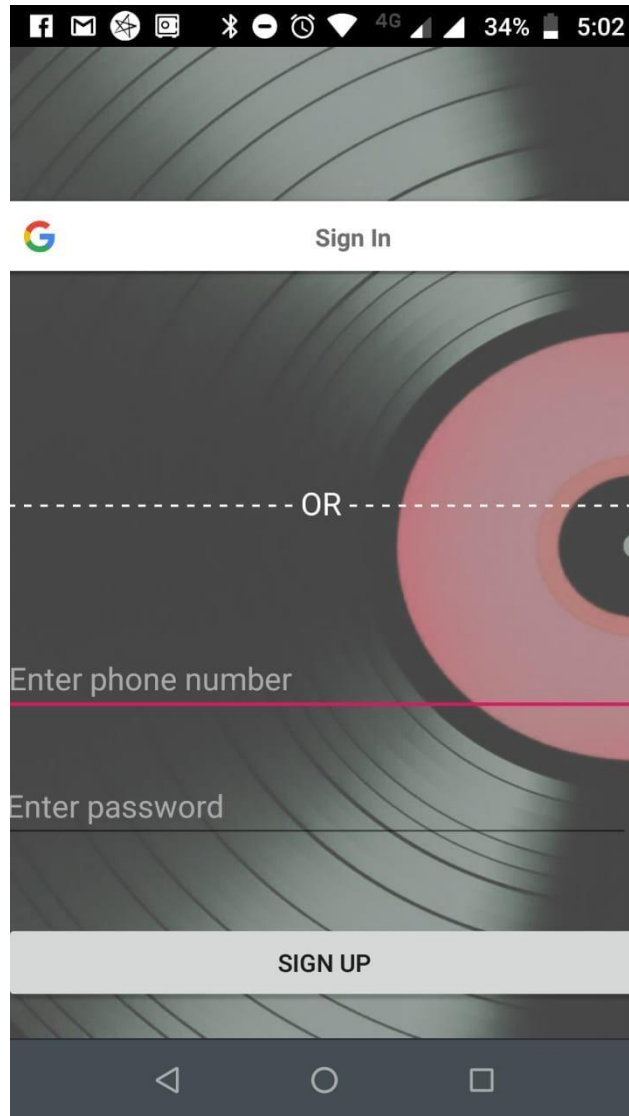 4G 34% 5:02
G Sign In
OR
Enter phone number
Enter password
SIGN UP